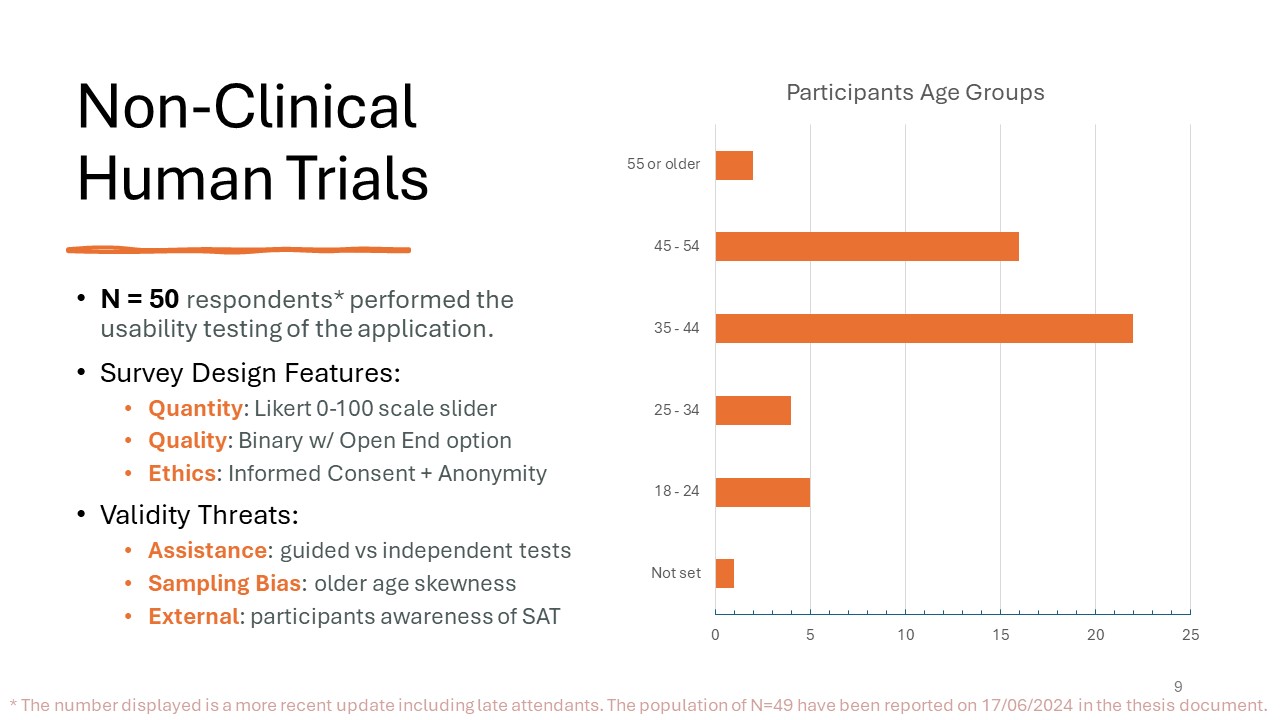 Non-Clinical
Human Trials
• N = 50 respondents* performed the
usability testing of the application.
• Survey Design Features:
• Quantity: Likert 0-100 scale slider
• Quality: Binary w/ Open End option
• Ethics: Informed Consent + Anonymity
• Validity Threats:
• Assistance: guided vs independent tests
• Sampling Bias: older age skewness
• External: participants awareness of SAT
Participants Age Groups
55 or older
45 - 54
35 - 44
25 - 34
18 - 24
Not set
0 5 10 15 20 25
9
* The number displayed is a more recent update including late attendants. The population of N=49 have been reported on 17/06/2024 in the thesis document.